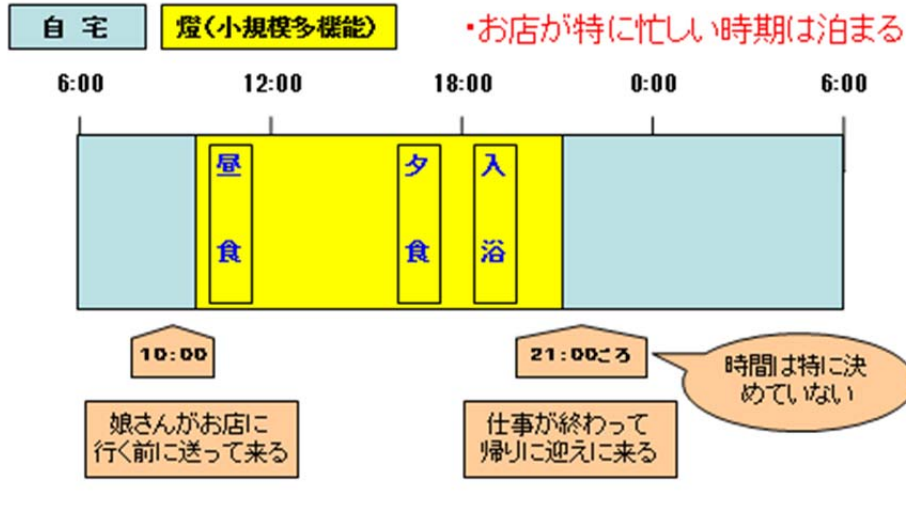 自 宅
燈(小規模多機能)
・お店が特に忙しい時期は泊まる
6:00
12:00
18:00
0:00
6:00
昼食
夕食
入浴
10:00
21:00ころ
時間は特に決
めていない
娘さんがお店に
行く前に送って来る
仕事が終わって
帰りに迎えに来る